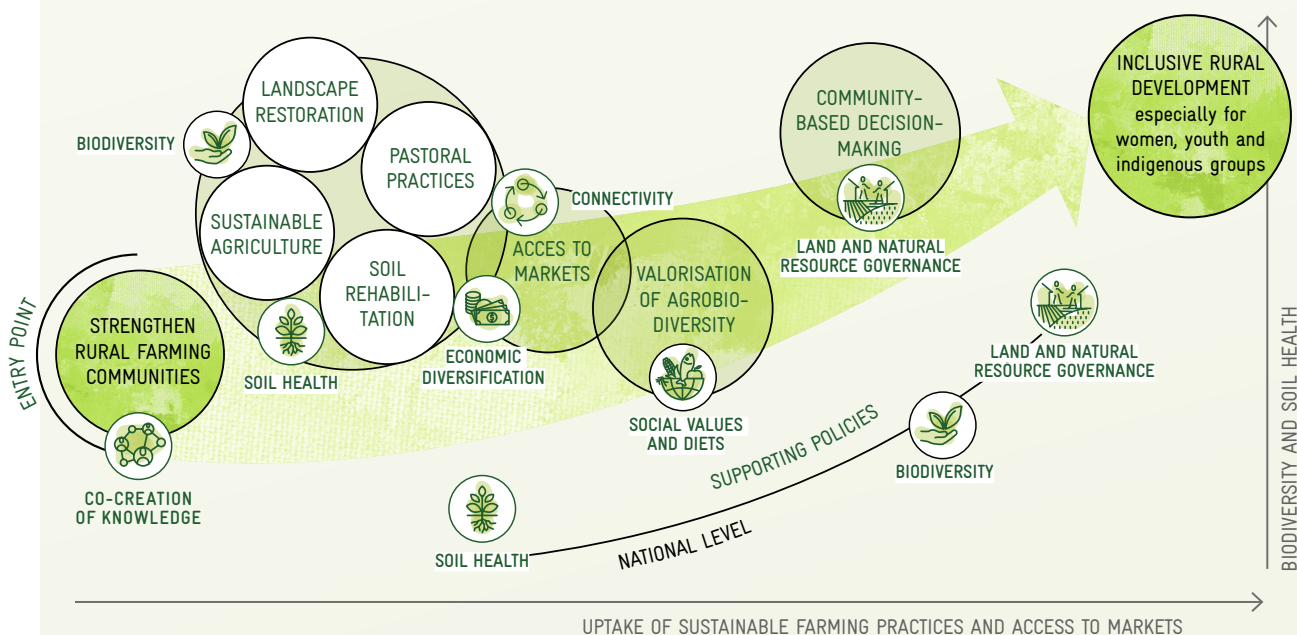 ENTRY POINT
STRENGTHEN
RURAL FARMING
COMMUNITIES
CO-CREATION
OF KNOWLEDGE
BIODIVERSITY
LANDSCAPE
RESTORATION
PASTORAL
PRACTICES
SUSTAINABLE
AGRICULTURE
SOIL
REHABILI-
TATION
SOIL HEALTH
CONNECTIVITY
ACCES TO
MARKETS
ECONOMIC
DIVERSIFICATION
VALORISATION
OF AGROBIO-
DIVERSITY
SOCIAL VALUES
AND DIETS
COMMUNITY-
BASED DECISION-
MAKING
LAND AND NATURAL
RESOURCE GOVERNANCE
INCLUSIVE RURAL
DEVELOPMENT
especially for
women, youth and
indigenous groups
SOIL HEALTH
SUPPORTING POLICIES
NATIONAL LEVEL
BIODIVERSITY
LAND AND NATURAL
RESOURCE GOVERNANCE
BIODIVERSITY AND SOIL HEALTH
UPTAKE OF SUSTAINABLE FARMING PRACTICES AND ACCESS TO MARKETS